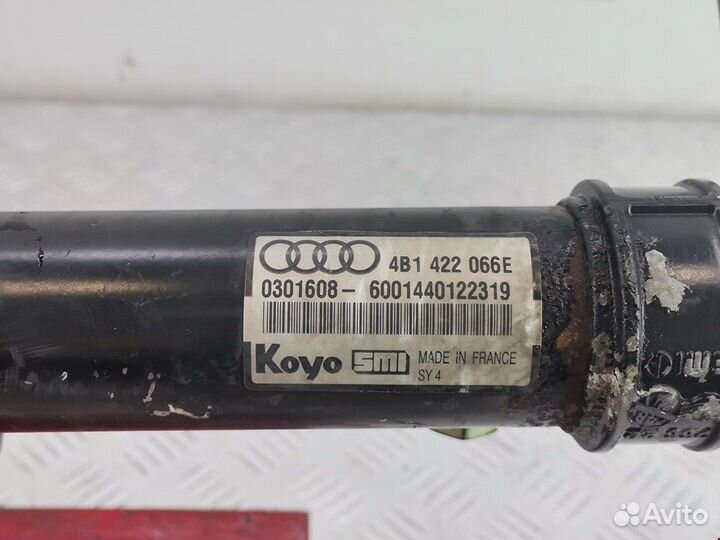 4B1 422 066E
0301608- 6001440122319
Koyo SMI MADE IN FRANCE
SY4
Avito